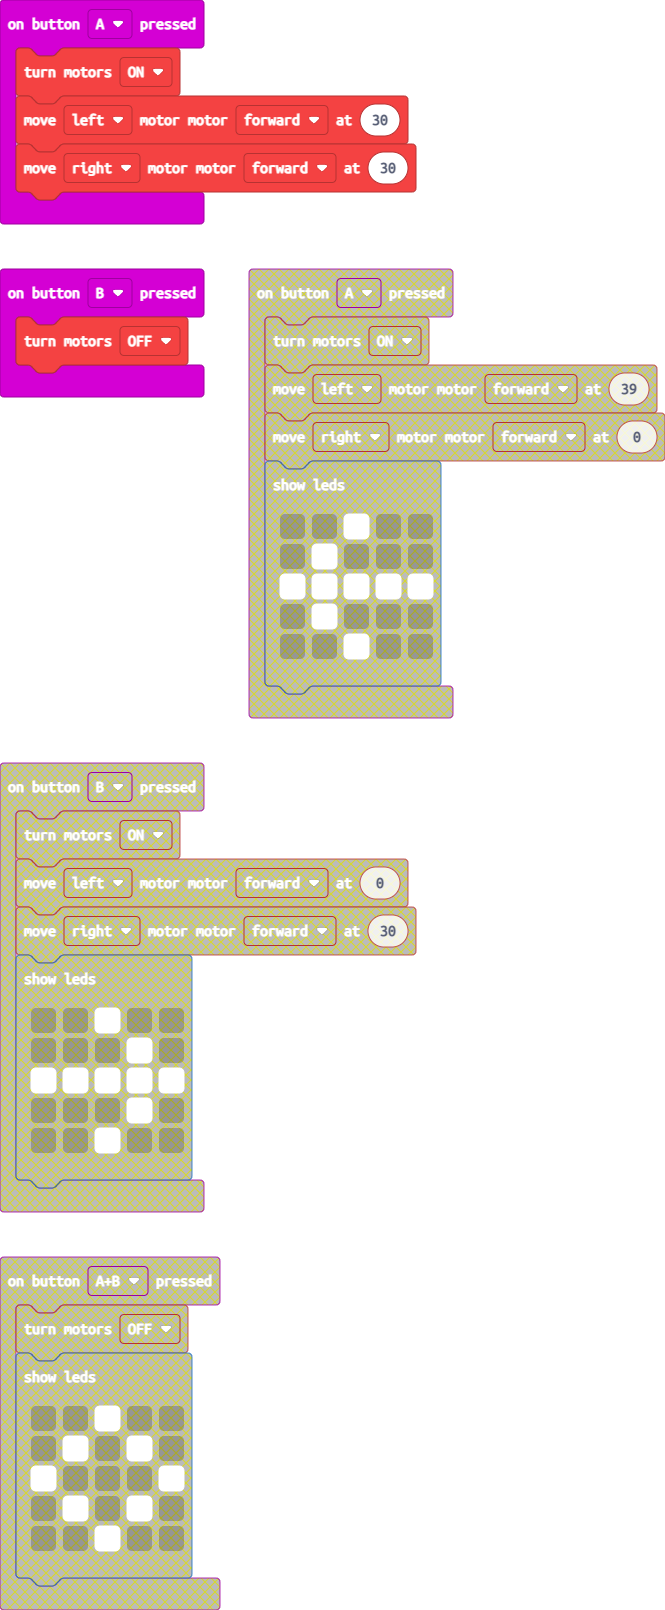 on button A pressed
turn motors ON
move left motor motor forward at 30
move right motor motor forward at 30
on button B pressed
turn motors OFF
on button A pressed
turn motors ON
move left motor motor forward at 39
move right motor motor forward at 0
show leds
on button B pressed
turn motors ON
move left motor motor forward at 0
move right motor motor forward at 30
show leds
on button A+B pressed
turn motors OFF
show leds